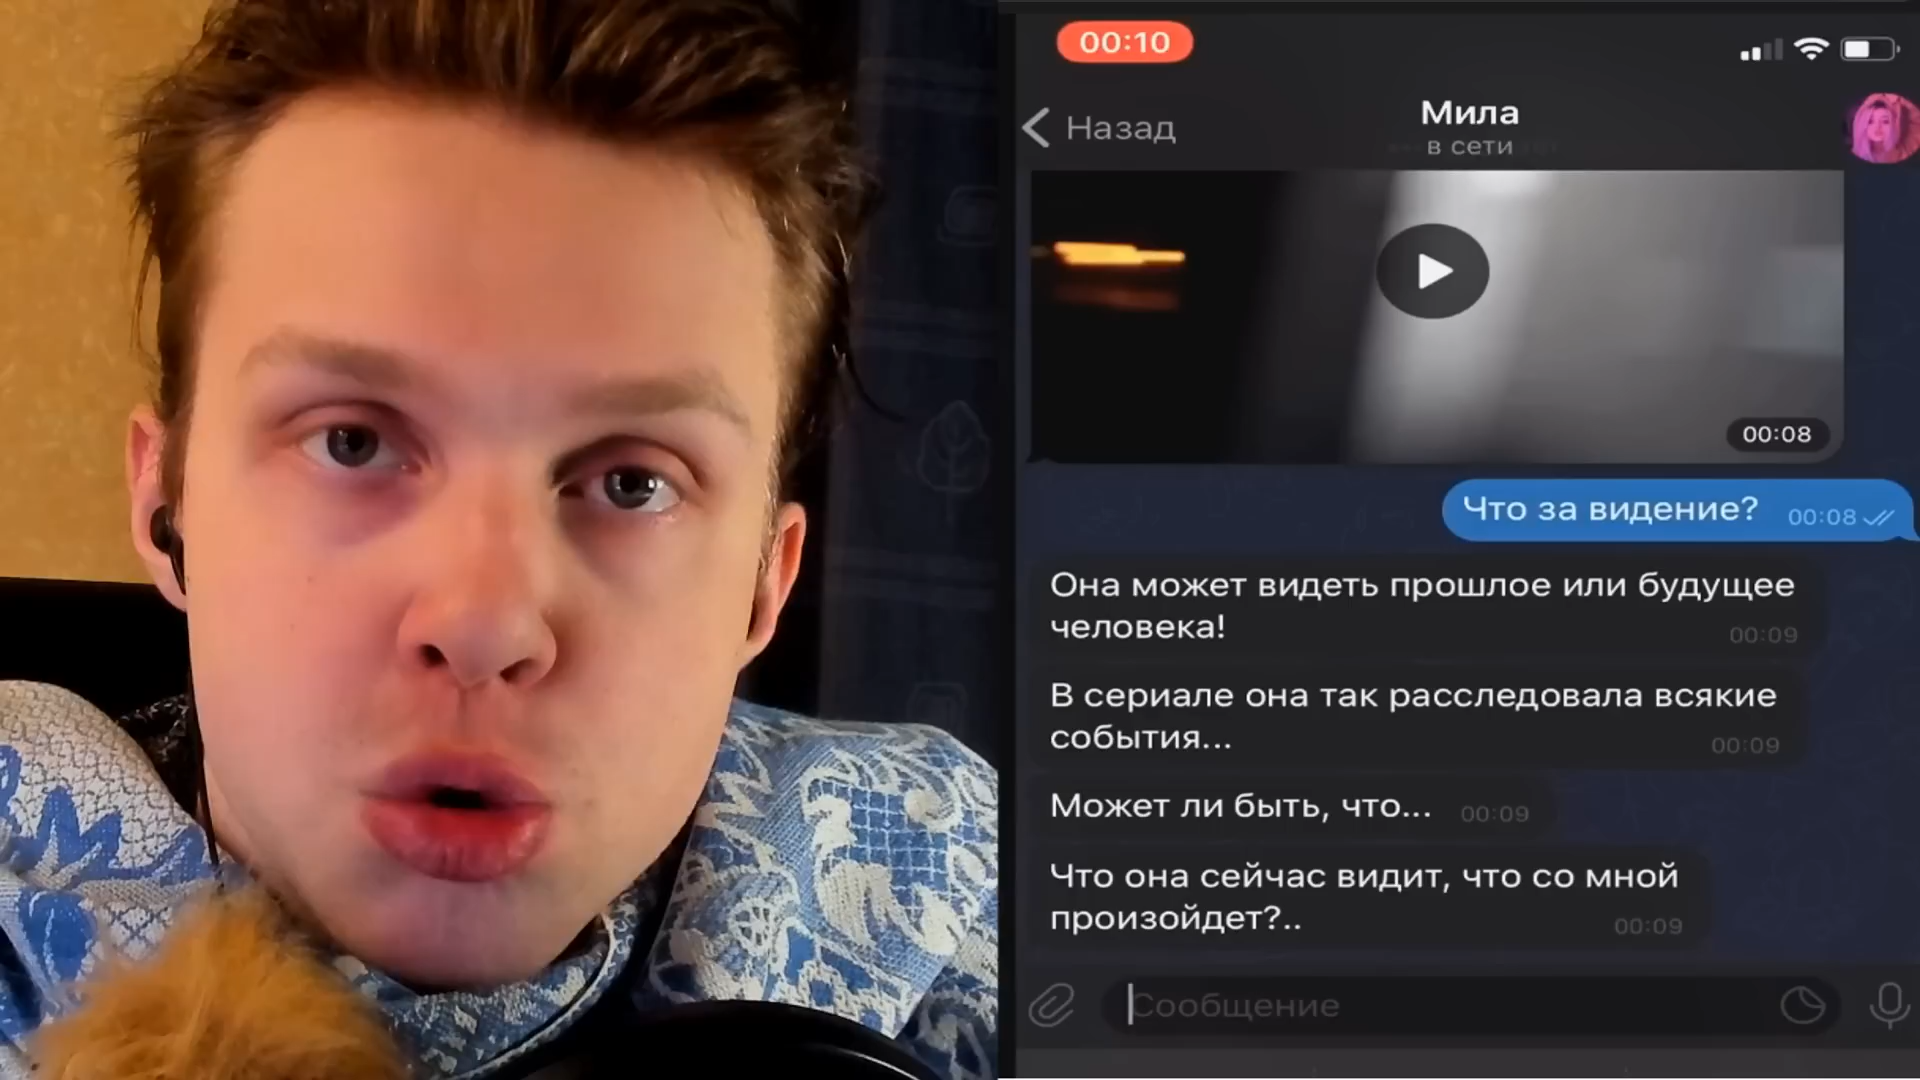 00:10
Назад
Мила
в сети
00:08
Что за видение? 00:08
Она может видеть прошлое или будущее
человека! 00:09
В сериале она так расследовала всякие
события... 00:09
Может ли быть, что... 00:09
Что она сейчас видит, что со мной
произойдет?.. 00:09
Сообщение